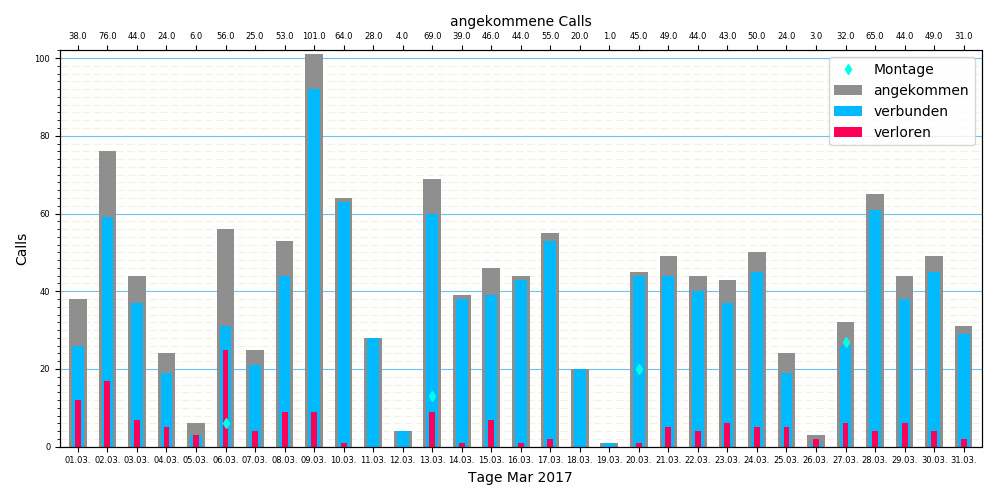 angekommene Calls
38.0 76.0 44.0 24.0 6.0 56.0 25.0 53.0 101.0 64.0 28.0 4.0 69.0 39.0 46.0 44.0 55.0 20.0 1.0 45.0 49.0 44.0 43.0 50.0 24.0 3.0 32.0 65.0 44.0 49.0 31.0
Montage
angekommen
verbunden
verloren
100
80
60
40
20
0
Calls
01.03. 02.03. 03.03. 04.03. 05.03. 06.03. 07.03. 08.03. 09.03. 10.03. 11.03. 12.03. 13.03. 14.03. 15.03. 16.03. 17.03. 18.03. 19.03. 20.03. 21.03. 22.03. 23.03. 24.03. 25.03. 26.03. 27.03. 28.03. 29.03. 30.03. 31.03.
Tage Mar 2017